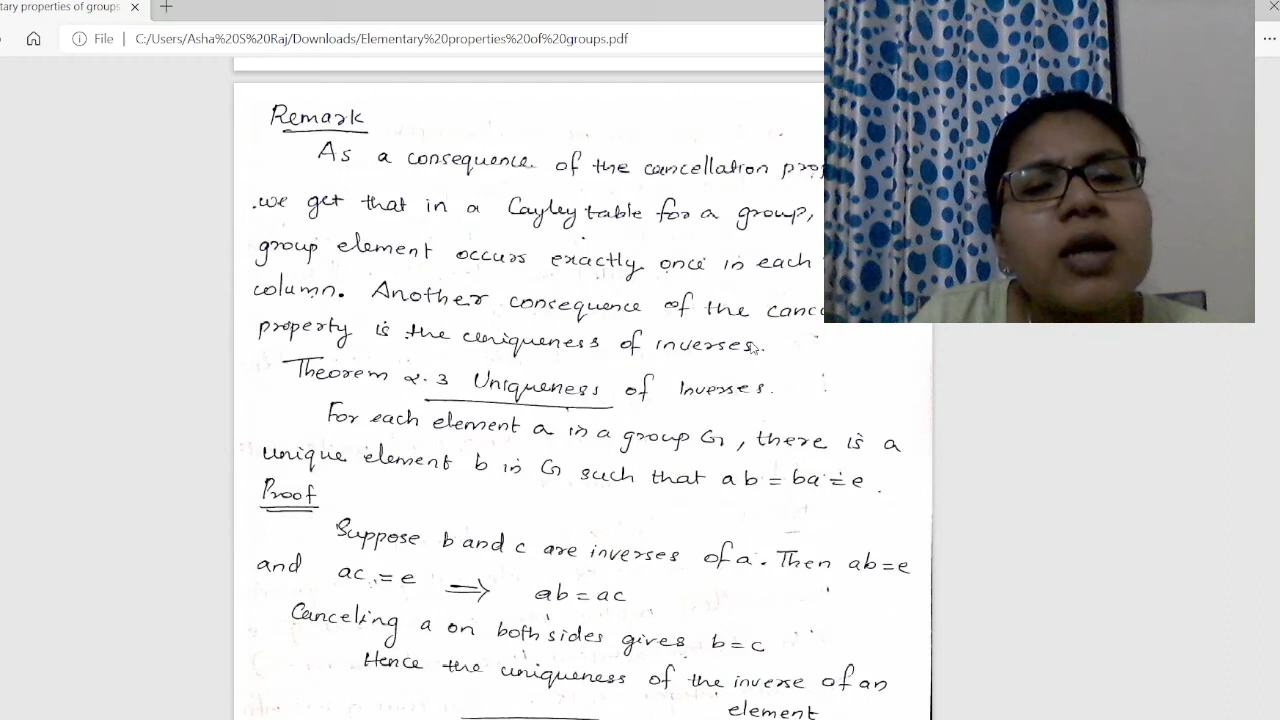 tary properties of groups
File | C:/Users/Asha%20S%20Raj/Downloads/Elementary%20properties%20of%20groups.pdf
Remark
As a consequence of the cancellation
we get that in a Cayley table for a group,
group element occurs exactly once in each
column. Another consequence of the
property is the uniqueness of inverses.
Theorem 2.3 Uniqueness of Inverses.
For each element a in a group G, there is a
unique element b in G such that ab = ba = e.
Proof
Suppose b and c are inverses of a. Then ab=e
and ac = e ⟹ ab = ac
Canceling a on both sides gives b=c
Hence the uniqueness of the inverse of an
element